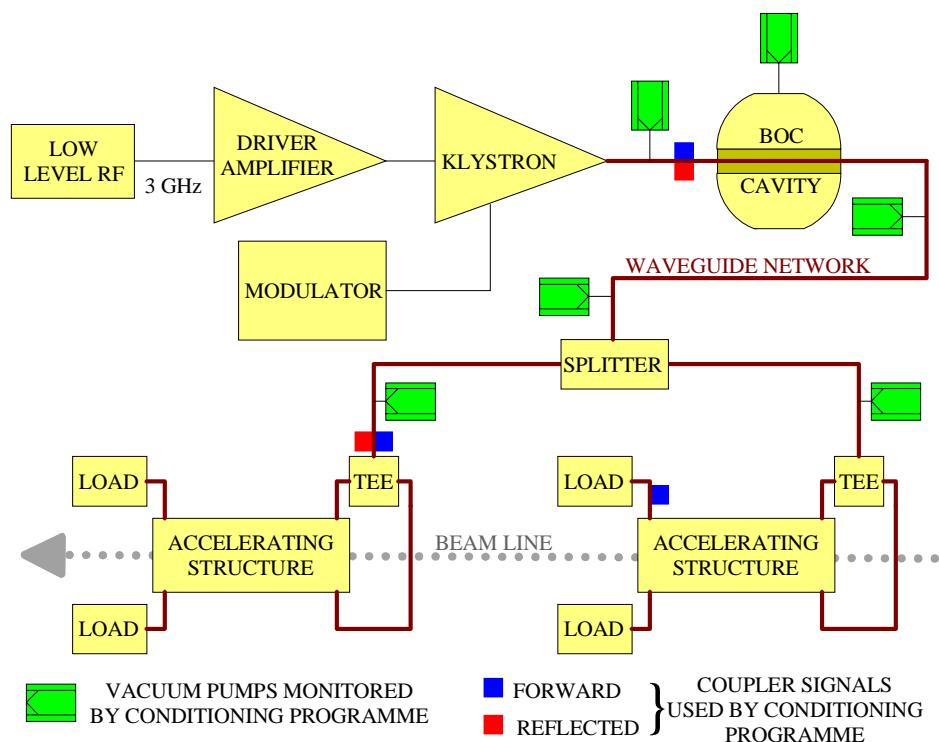 LOW
LEVEL RF
3 GHz
DRIVER
AMPLIFIER
KLYSTRON
BOC
CAVITY
MODULATOR
WAVEGUIDE NETWORK
SPLITTER
LOAD
TEE
LOAD
TEE
ACCELERATING
STRUCTURE
BEAM LINE
ACCELERATING
STRUCTURE
LOAD
LOAD
VACUUM PUMPS MONITORED
BY CONDITIONING PROGRAMME
FORWARD
REFLECTED
COUPLER SIGNALS
USED BY CONDITIONING
PROGRAMME